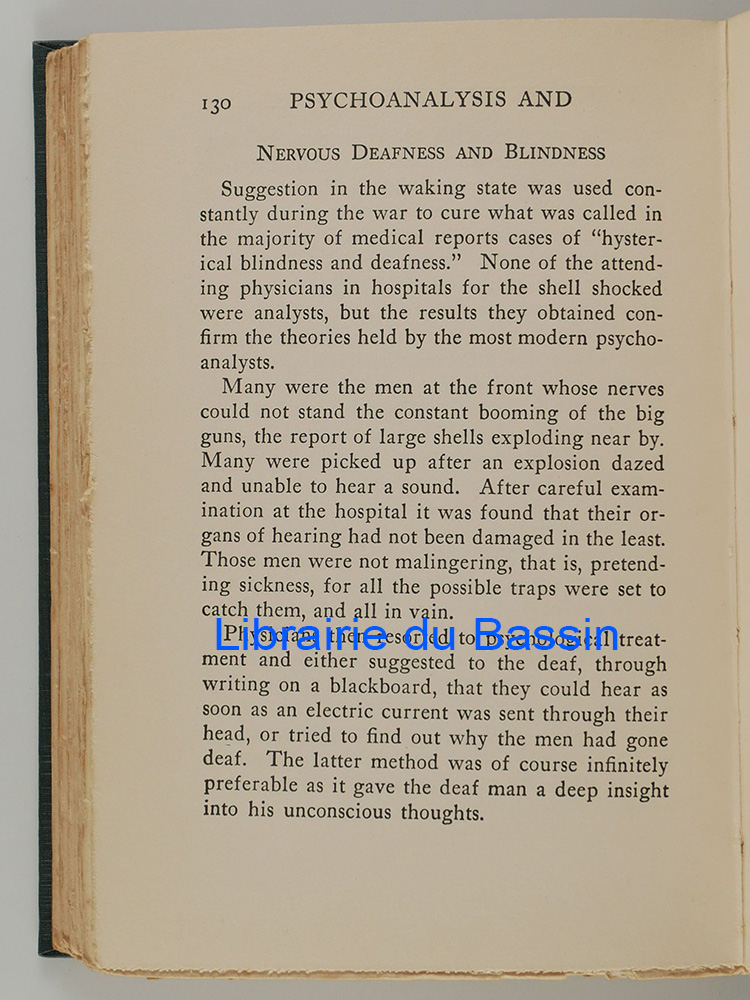 130 PSYCHOANALYSIS AND
NERVOUS DEAFNESS AND BLINDNESS
Suggestion in the waking state was used con-
stantly during the war to cure what was called in
the majority of medical reports cases of “hyster-
ical blindness and deafness.” None of the attend-
ing physicians in hospitals for the shell shocked
were analysts, but the results they obtained con-
firm the theories held by the most modern psycho-
analysts.
Many were the men at the front whose nerves
could not stand the constant booming of the big
guns, the report of large shells exploding near by.
Many were picked up after an explosion dazed
and unable to hear a sound. After careful exam-
ination at the hospital it was found that their or-
gans of hearing had not been damaged in the least.
Those men were not malingering, that is, pretend-
ing sickness, for all the possible traps were set to
catch them, and all in vain.
Physicians then resorted to psychological treat-
Librairie du Bassin
ment and either suggested to the deaf, through
writing on a blackboard, that they could hear as
soon as an electric current was sent through their
head, or tried to find out why the men had gone
deaf. The latter method was of course infinitely
preferable as it gave the deaf man a deep insight
into his unconscious thoughts.